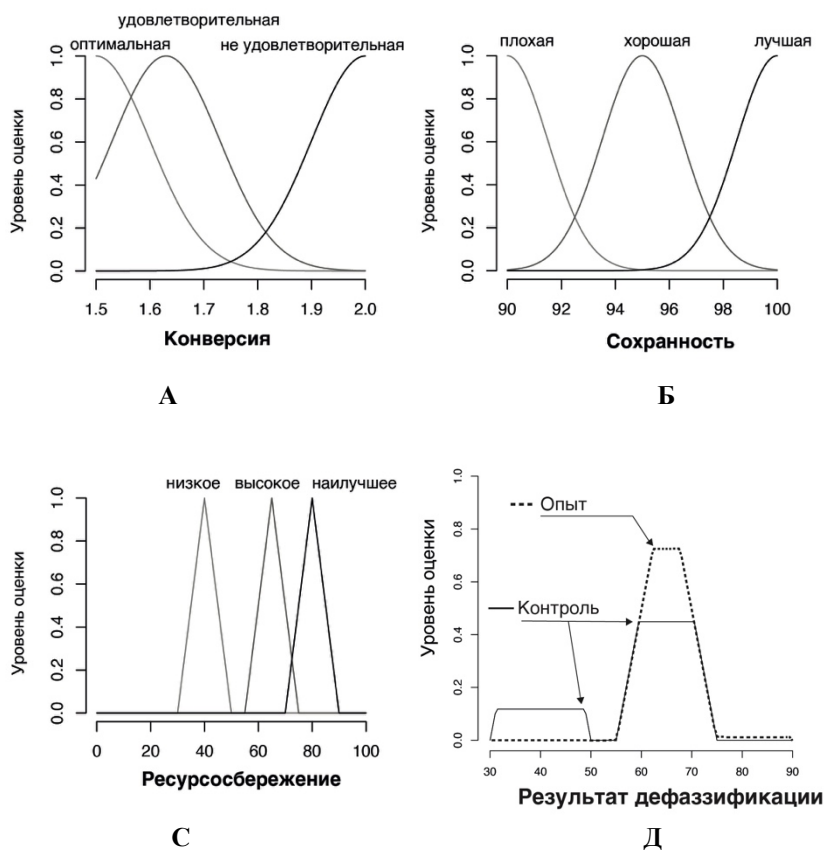 удовлетворительная
оптимальная
не удовлетворительная
Уровень оценки
1.0
0.8
0.6
0.4
0.2
0.0
1.5 1.6 1.7 1.8 1.9 2.0
Конверсия
А
плохая хорошая лучшая
Уровень оценки
1.0
0.8
0.6
0.4
0.2
0.0
90 92 94 96 98 100
Сохранность
Б
низкое высокое наилучшее
Уровень оценки
1.0
0.8
0.6
0.4
0.2
0.0
0 20 40 60 80 100
Ресурсосбережение
С
Опыт
Контроль
Уровень оценки
1.0
0.8
0.6
0.4
0.2
0.0
30 40 50 60 70 80 90
Результат дефаззификации
Д